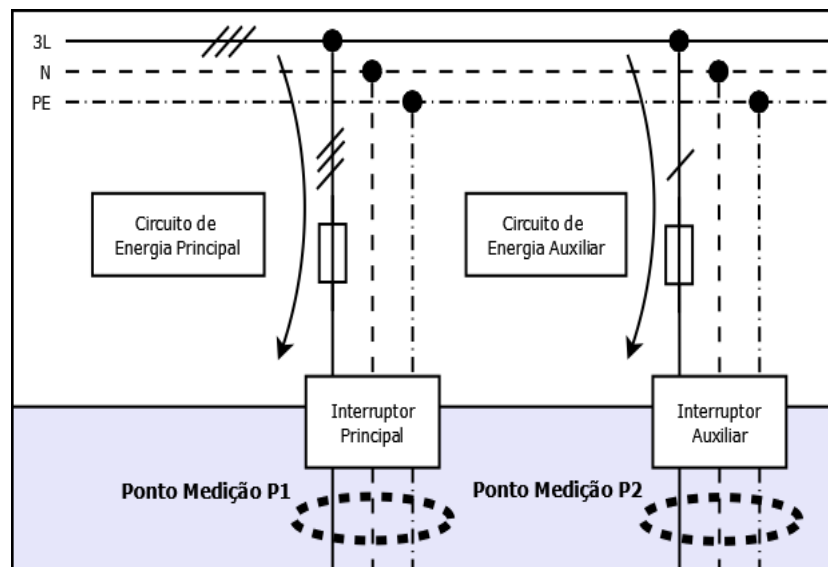 3L
N
PE
Circuito de
Energia Principal
Circuito de
Energia Auxiliar
Interruptor
Principal
Interruptor
Auxiliar
Ponto Medição P1
Ponto Medição P2